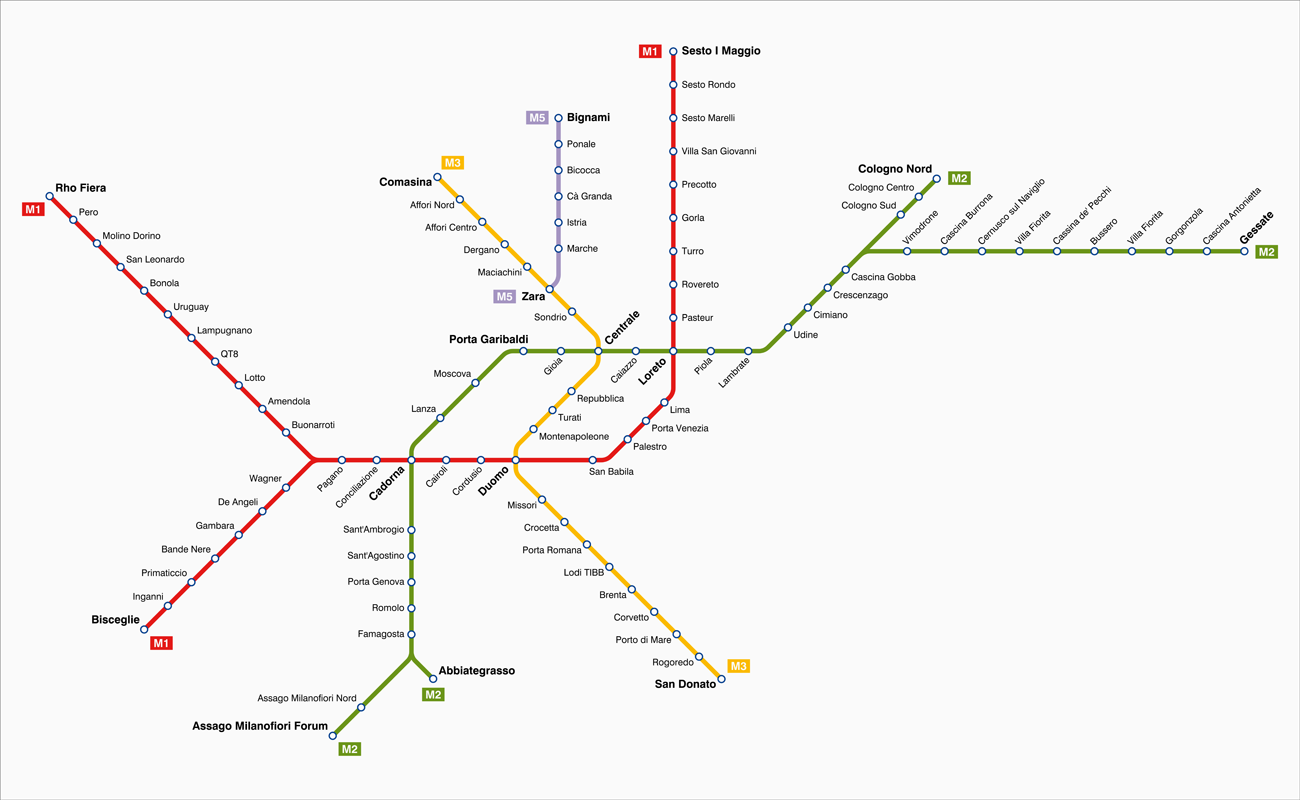 M1
Sesto I Maggio
Sesto Rondo
Sesto Marelli
Villa San Giovanni
Precotto
Gorla
Turro
Rovereto
Pasteur
Loreto
Lima
Porta Venezia
Palestro
San Babila
M5
Bignami
Ponale
Bicocca
Cà Granda
Istria
Marche
M5
Zara
M3
Comasina
Affori Nord
Affori Centro
Dergano
Maciachini
Sondrio
Centrale
Repubblica
Turati
Montenapoleone
Duomo
Missori
Crocetta
Porta Romana
Lodi TIBB
Brenta
Corvetto
Porto di Mare
Rogoredo
San Donato
M3
Rho Fiera
M1
Pero
Molino Dorino
San Leonardo
Bonola
Uruguay
Lampugnano
QT8
Lotto
Amendola
Buonarroti
Pagano
Conciliazione
Cadorna
Cairoli
Cordusio
Wagner
De Angeli
Gambara
Bande Nere
Primaticcio
Inganni
Bisceglie
M1
Cologno Nord
M2
Cologno Centro
Cologno Sud
Vimodrone
Cascina Burrona
Cernusco sul Naviglio
Villa Fiorita
Cassina de' Pecchi
Bussero
Villa Fiorita
Gorgonzola
Cascina Antonietta
Gessate
M2
Cascina Gobba
Crescenzago
Cimiano
Udine
Lambrate
Piola
Caiazzo
Gioia
Porta Garibaldi
Moscova
Lanza
Sant'Ambrogio
Sant'Agostino
Porta Genova
Romolo
Famagosta
Abbiategrasso
M2
Assago Milanofiori Nord
Assago Milanofiori Forum
M2